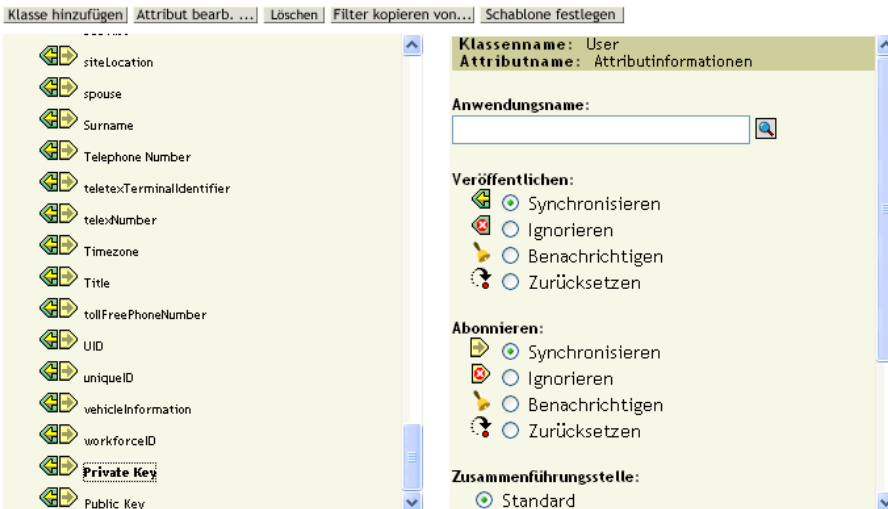 Klasse hinzufügen Attribut bearb. ... Löschen Filter kopieren von... Schablone festlegen
siteLocation
spouse
Surname
Telephone Number
teletexTerminalIdentifier
telexNumber
Timezone
Title
tollFreePhoneNumber
UID
uniqueID
vehicleInformation
workforceID
Private Key
Public Key
Klassenname: User
Attributname: Attributinformationen
Anwendungsname:
Veröffentlichen:
Synchronisieren
Ignorieren
Benachrichtigen
Zurücksetzen
Abonnieren:
Synchronisieren
Ignorieren
Benachrichtigen
Zurücksetzen
Zusammenführungsstelle:
Standard